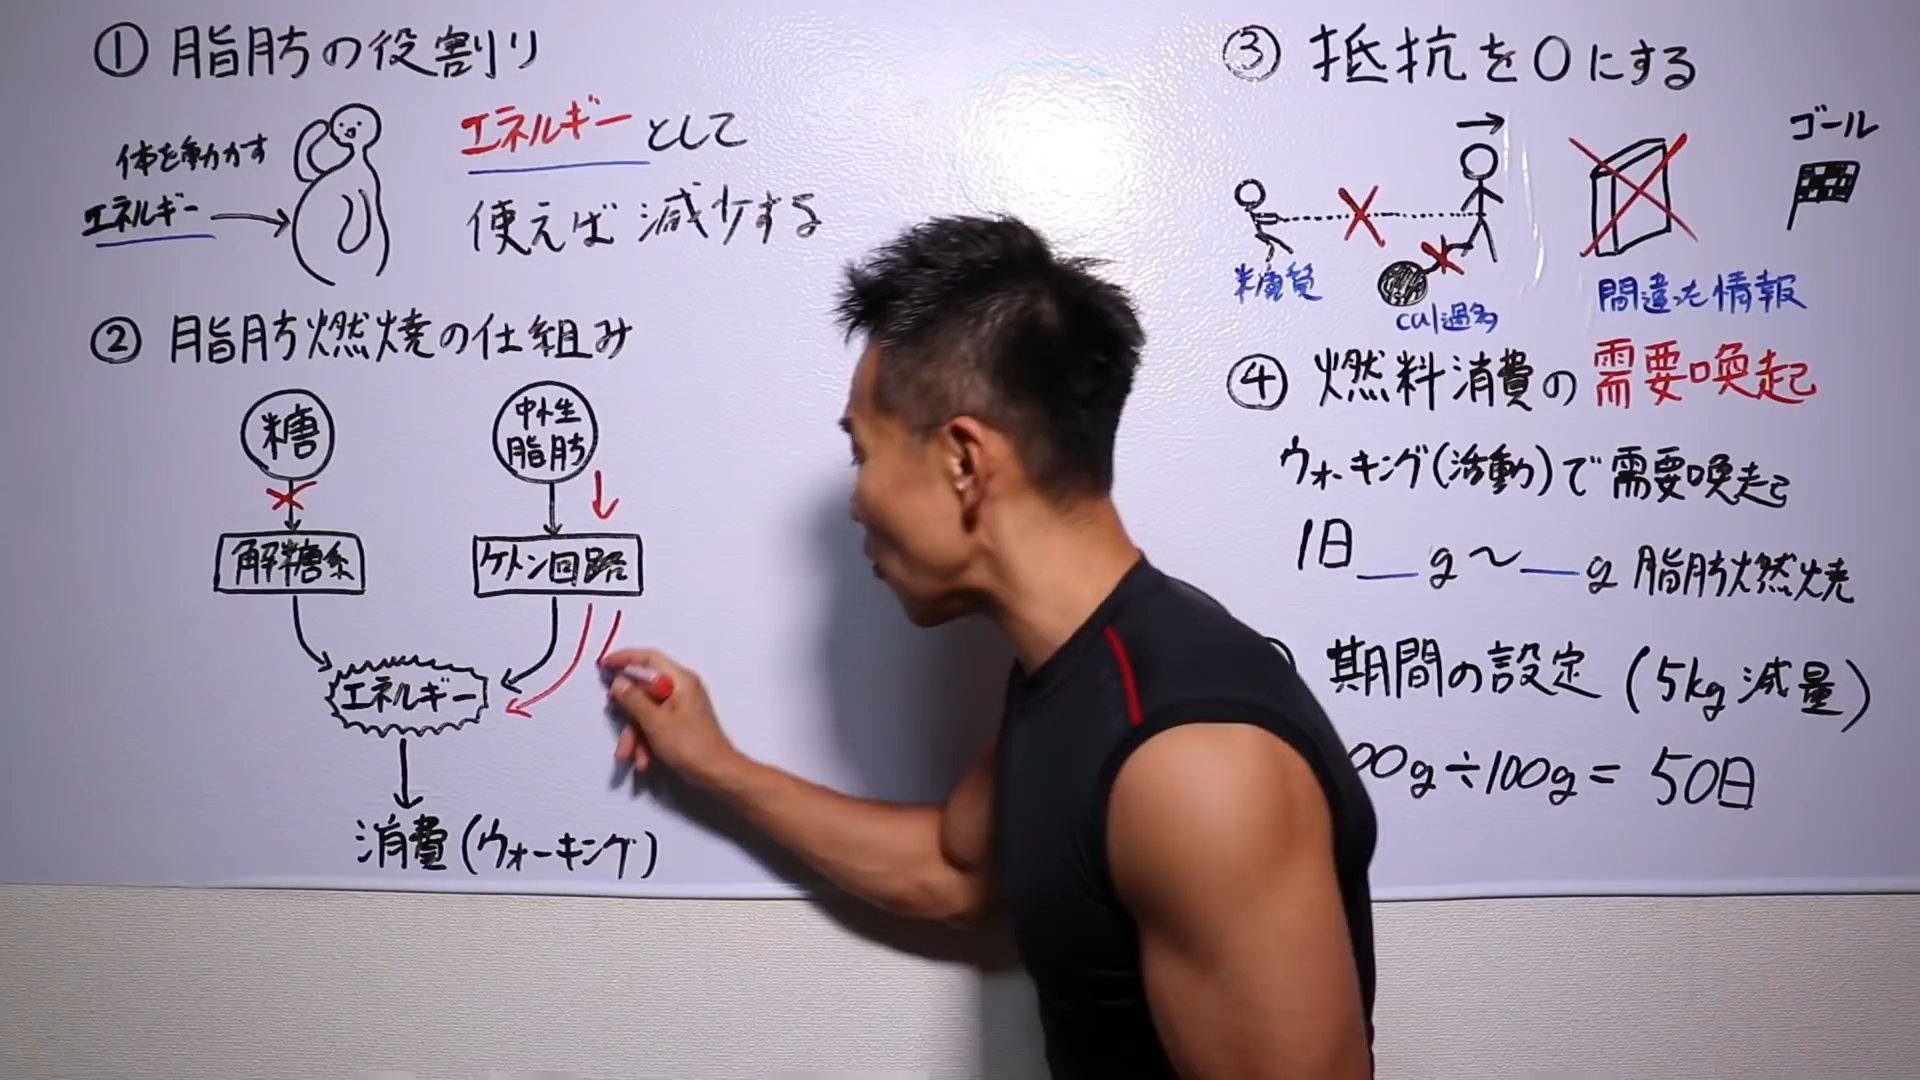 ① 脂肪の役割り
体を動かす
エネルギー
エネルギーとして
使えば減少する
② 脂肪燃焼の仕組み
糖
中性
脂肪
解糖系
ケトン回路
エネルギー
消費(ウォーキング)
③ 抵抗を0にする
ゴール
糖質
cal過多
間違った情報
④ 燃料消費の需要喚起
ウォーキング(活動)で需要喚起
1日__g〜__g 脂肪燃焼
期間の設定 (5kg減量)
00g÷100g=50日